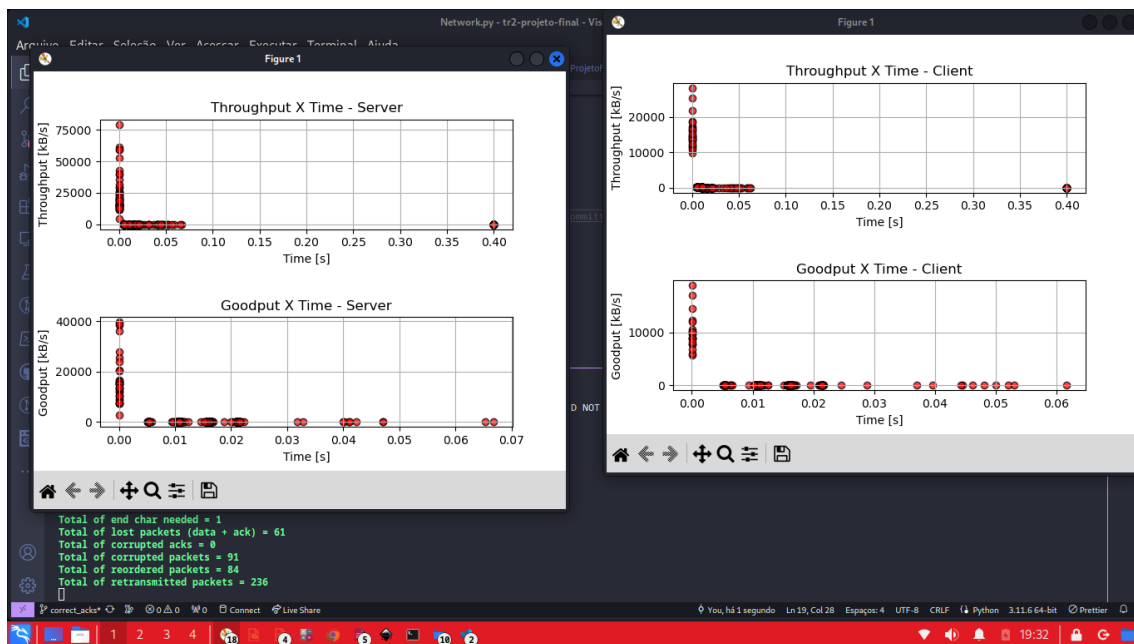 Network.py - tr2-projeto-final - Vis
Figure 1
Arquivo Editar Seleção Ver Acessar Executar Terminal Ajuda
Figure 1
Throughput X Time - Server
Throughput [kB/s]
75000
50000
25000
0
0.00 0.05 0.10 0.15 0.20 0.25 0.30 0.35 0.40
Time [s]
Goodput X Time - Server
Goodput [kB/s]
40000
20000
0
0.00 0.01 0.02 0.03 0.04 0.05 0.06 0.07
Time [s]
Throughput X Time - Client
Throughput [kB/s]
20000
10000
0
0.00 0.05 0.10 0.15 0.20 0.25 0.30 0.35 0.40
Time [s]
Goodput X Time - Client
Goodput [kB/s]
10000
0
0.00 0.01 0.02 0.03 0.04 0.05 0.06
Time [s]
D NOT
Total of end char needed = 1
Total of lost packets (data + ack) = 61
Total of corrupted acks = 0
Total of corrupted packets = 91
Total of reordered packets = 84
Total of retransmitted packets = 236
correct_acks* 0 0 0 Connect Live Share You, há 1 segundo Ln 19, Col 28 Espaços: 4 UTF-8 CRLF Python 3.11.6 64-bit Prettier
1 2 3 4 18 4 5 10 2 19:32